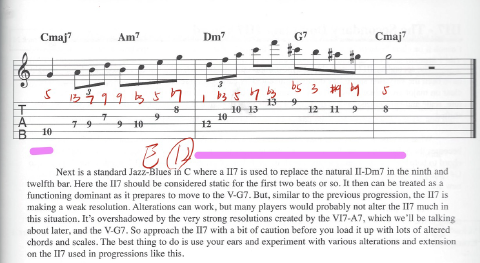 Cmaj7 Am7 Dm7 G7 Cmaj7
3 3
5 13 7 9 9 b3 5 b7 1 b3 5 b7 b3 b5 3 #9 b9 5
T 13 9
A 8 10 13 12 11 9 8
9 10
B 7 9 7 9 10 12
10
E 12
Next is a standard Jazz-Blues in C where a II7 is used to replace the natural II-Dm7 in the ninth and
twelfth bar. Here the II7 should be considered static for the first two beats or so. It then can be treated as a
functioning dominant as it prepares to move to the V-G7. But, similar to the previous progression, the II7 is
making a weak resolution. Alterations can work, but many players would probably not alter the II7 much in
this situation. It's overshadowed by the very strong resolutions created by the VI7-A7, which we'll be talking
about later, and the V-G7. So approach the II7 with a bit of caution before you load it up with lots of altered
chords and scales. The best thing to do is use your ears and experiment with various alterations and extension
on the II7 used in progressions like this.